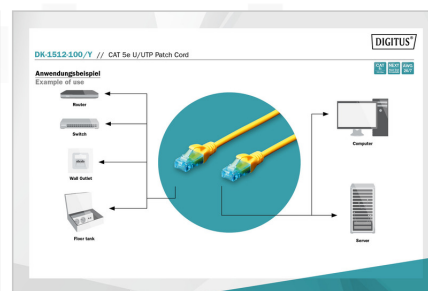 DIGITUS®
DK-1512-100/Y // CAT 5e U/UTP Patch Cord
Anwendungsbeispiel
Example of use
Router
Switch
Wall Outlet
Floor tank
Computer
Server